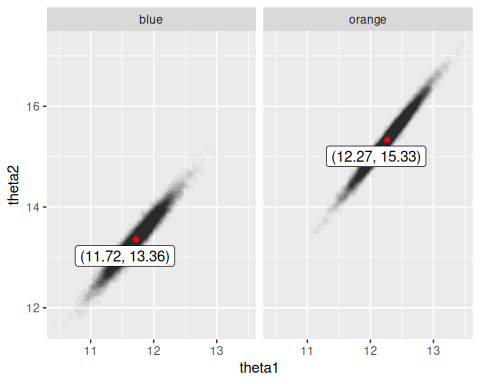 blue
orange
theta2
16
14
12
(11.72, 13.36)
(12.27, 15.33)
11
12
13
11
12
13
theta1